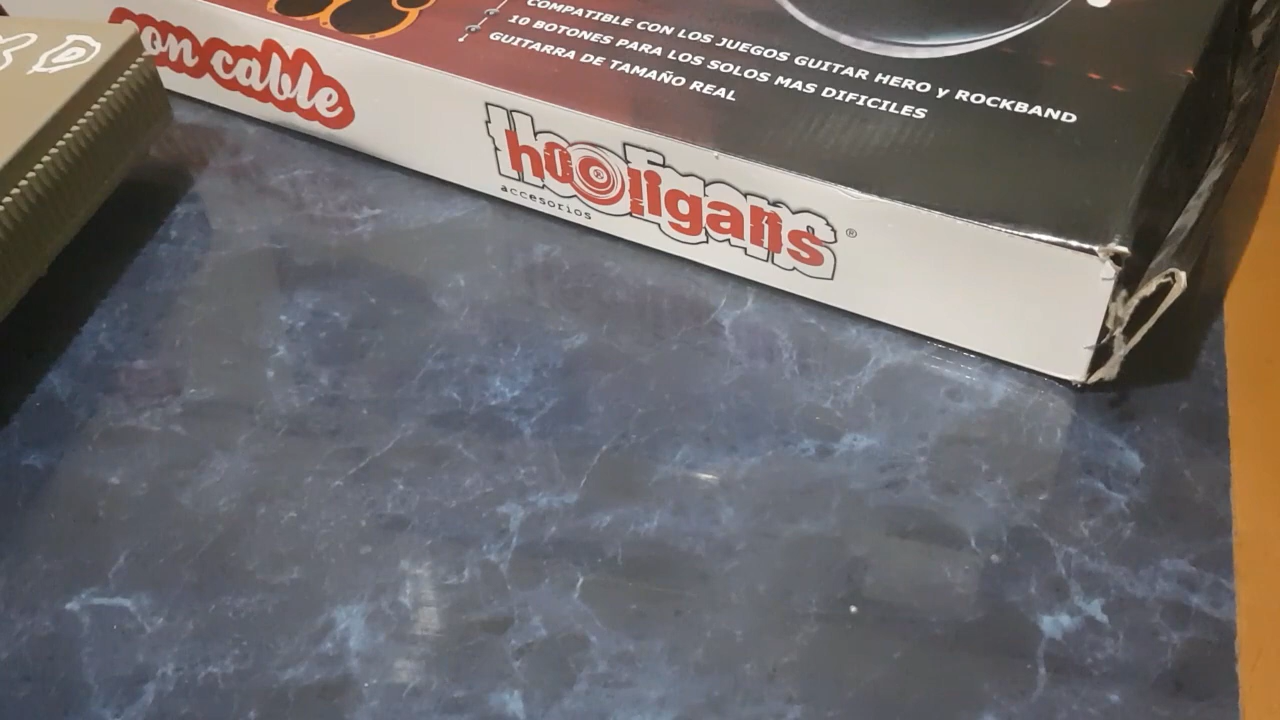 COMPATIBLE CON LOS JUEGOS GUITAR HERO y ROCKBAND
10 BOTONES PARA LOS SOLOS MAS DIFICILES
GUITARRA DE TAMAÑO REAL
on cable
hooligans
accesorios
®